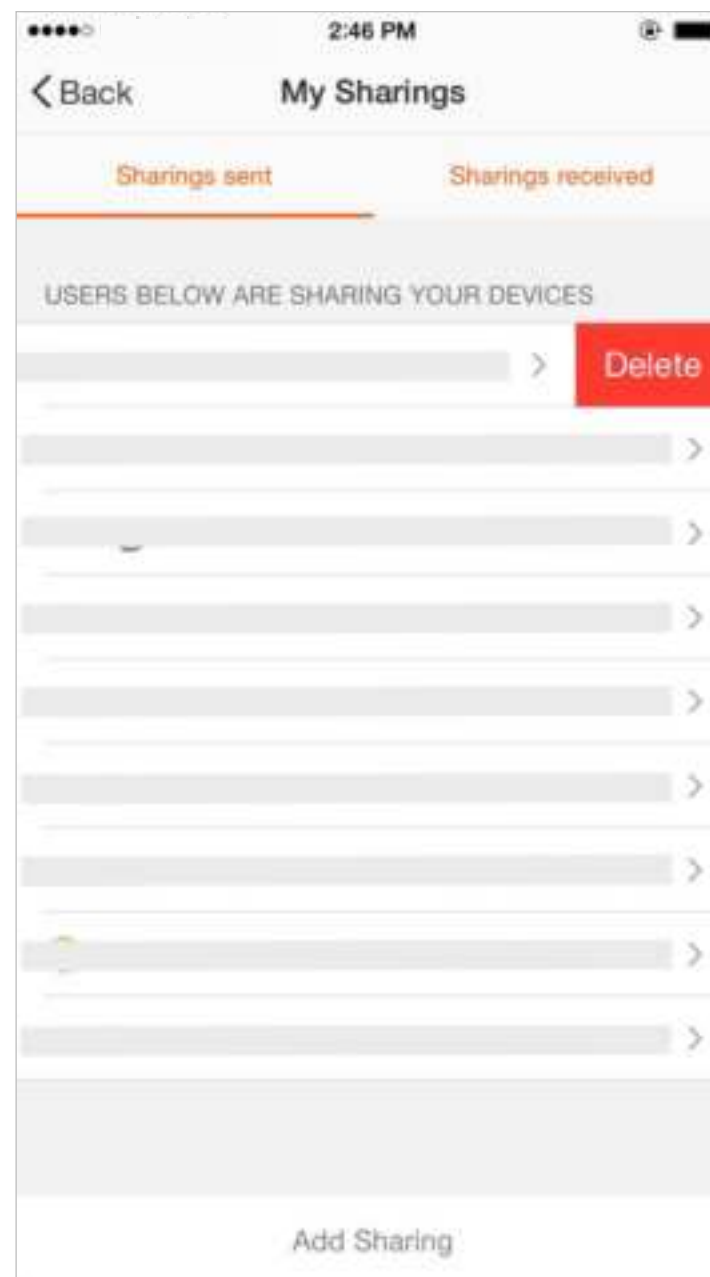 2:46 PM
Back My Sharings
Sharings sent Sharings received
USERS BELOW ARE SHARING YOUR DEVICES
Delete
Add Sharing